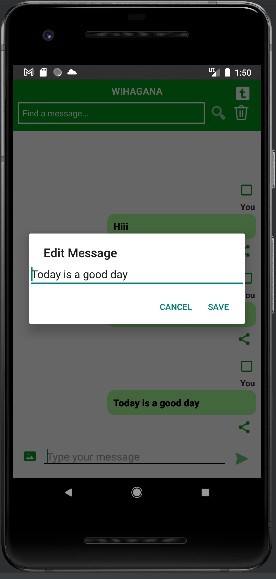 1:50
WIHAGANA
t
Find a message...
You
Hiii
Edit Message
Today is a good day
You
CANCEL SAVE
You
Today is a good day
Type your message